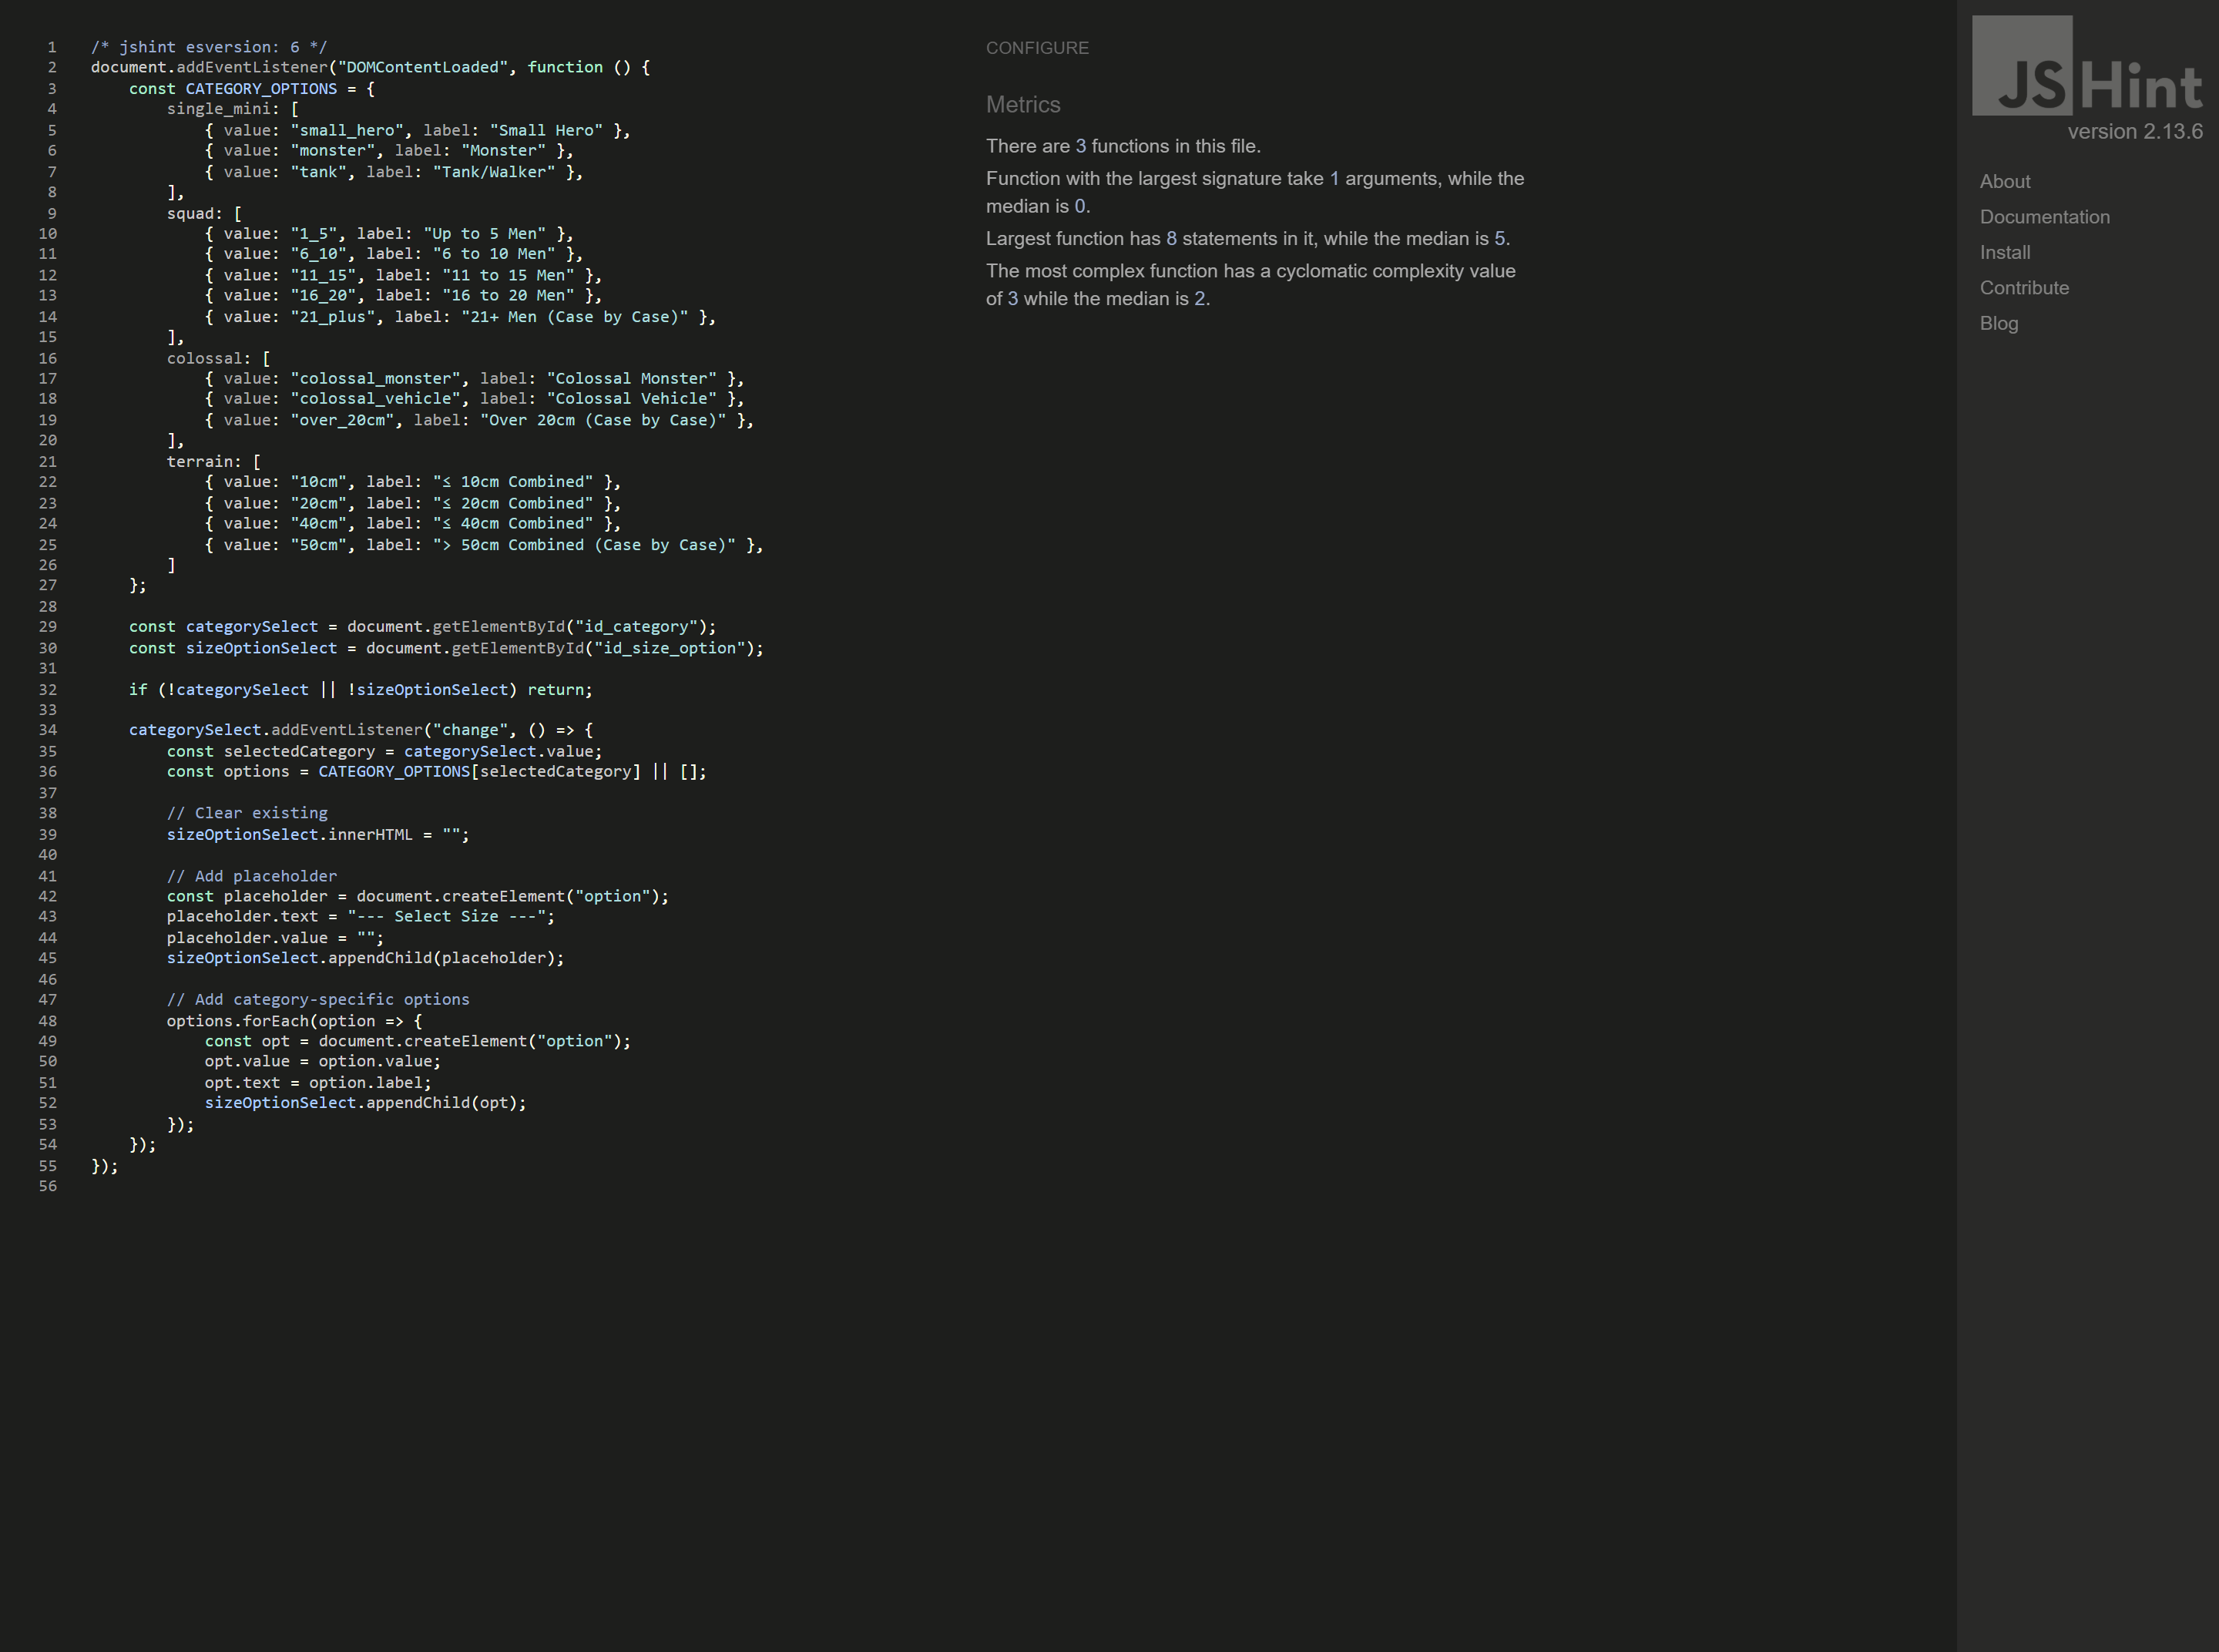 1 /* jshint esversion: 6 */
2 document.addEventListener("DOMContentLoaded", function () {
3     const CATEGORY_OPTIONS = {
4         single_mini: [
5             { value: "small_hero", label: "Small Hero" },
6             { value: "monster", label: "Monster" },
7             { value: "tank", label: "Tank/Walker" },
8         ],
9         squad: [
10             { value: "1_5", label: "Up to 5 Men" },
11             { value: "6_10", label: "6 to 10 Men" },
12             { value: "11_15", label: "11 to 15 Men" },
13             { value: "16_20", label: "16 to 20 Men" },
14             { value: "21_plus", label: "21+ Men (Case by Case)" },
15         ],
16         colossal: [
17             { value: "colossal_monster", label: "Colossal Monster" },
18             { value: "colossal_vehicle", label: "Colossal Vehicle" },
19             { value: "over_20cm", label: "Over 20cm (Case by Case)" },
20         ],
21         terrain: [
22             { value: "10cm", label: "≤ 10cm Combined" },
23             { value: "20cm", label: "≤ 20cm Combined" },
24             { value: "40cm", label: "≤ 40cm Combined" },
25             { value: "50cm", label: "> 50cm Combined (Case by Case)" },
26         ]
27     };
28
29     const categorySelect = document.getElementById("id_category");
30     const sizeOptionSelect = document.getElementById("id_size_option");
31
32     if (!categorySelect || !sizeOptionSelect) return;
33
34     categorySelect.addEventListener("change", () => {
35         const selectedCategory = categorySelect.value;
36         const options = CATEGORY_OPTIONS[selectedCategory] || [];
37
38         // Clear existing
39         sizeOptionSelect.innerHTML = "";
40
41         // Add placeholder
42         const placeholder = document.createElement("option");
43         placeholder.text = "--- Select Size ---";
44         placeholder.value = "";
45         sizeOptionSelect.appendChild(placeholder);
46
47         // Add category-specific options
48         options.forEach(option => {
49             const opt = document.createElement("option");
50             opt.value = option.value;
51             opt.text = option.label;
52             sizeOptionSelect.appendChild(opt);
53         });
54     });
55 });
56
CONFIGURE
Metrics
There are 3 functions in this file.
Function with the largest signature take 1 arguments, while the
median is 0.
Largest function has 8 statements in it, while the median is 5.
The most complex function has a cyclomatic complexity value
of 3 while the median is 2.
JSHint
version 2.13.6
About
Documentation
Install
Contribute
Blog